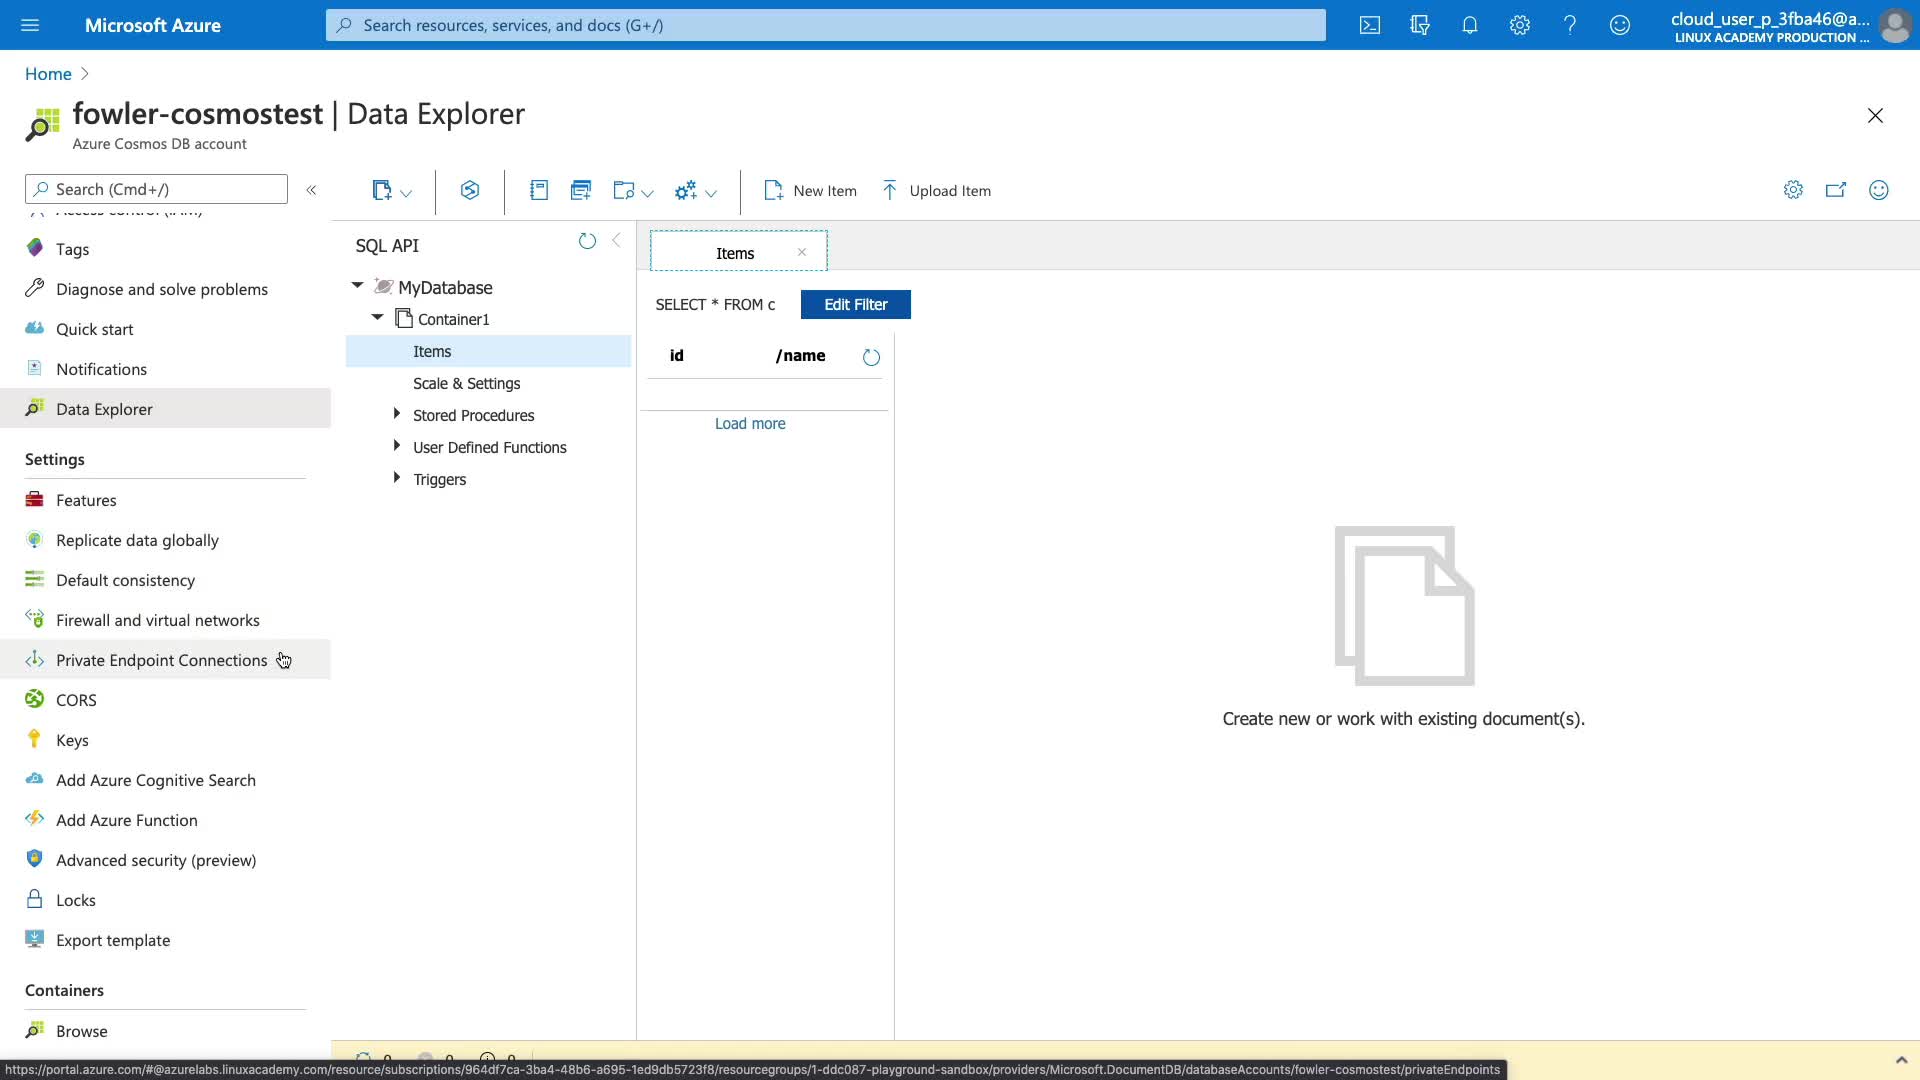 Microsoft Azure
Search resources, services, and docs (G+/)
cloud_user_p_3fba46@a...
LINUX ACADEMY PRODUCTION ...
Home
fowler-cosmostest | Data Explorer
Azure Cosmos DB account
Search (Cmd+/)
«
New Item
Upload Item
Access control (IAM)
Tags
Diagnose and solve problems
Quick start
Notifications
Data Explorer
Settings
Features
Replicate data globally
Default consistency
Firewall and virtual networks
Private Endpoint Connections
CORS
Keys
Add Azure Cognitive Search
Add Azure Function
Advanced security (preview)
Locks
Export template
Containers
Browse
SQL API
MyDatabase
Container1
Items
Scale & Settings
Stored Procedures
User Defined Functions
Triggers
Items
SELECT * FROM c
Edit Filter
id /name
Load more
Create new or work with existing document(s).
0 0 0
https://portal.azure.com/#@azurelabs.linuxacademy.com/resource/subscriptions/964df7ca-3ba4-48b6-a695-1ed9db5723f8/resourcegroups/1-ddc087-playground-sandbox/providers/Microsoft.DocumentDB/databaseAccounts/fowler-cosmostest/privateEndpoints